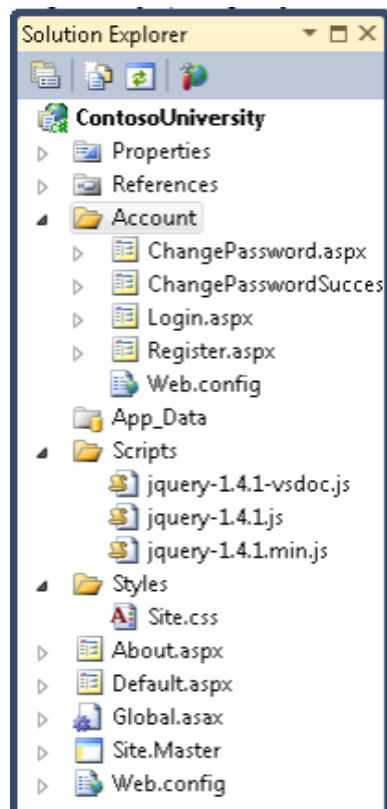 Solution Explorer
ContosoUniversity
Properties
References
Account
ChangePassword.aspx
ChangePasswordSucces
Login.aspx
Register.aspx
Web.config
App_Data
Scripts
jquery-1.4.1-vsdoc.js
jquery-1.4.1.js
jquery-1.4.1.min.js
Styles
Site.css
About.aspx
Default.aspx
Global.asax
Site.Master
Web.config